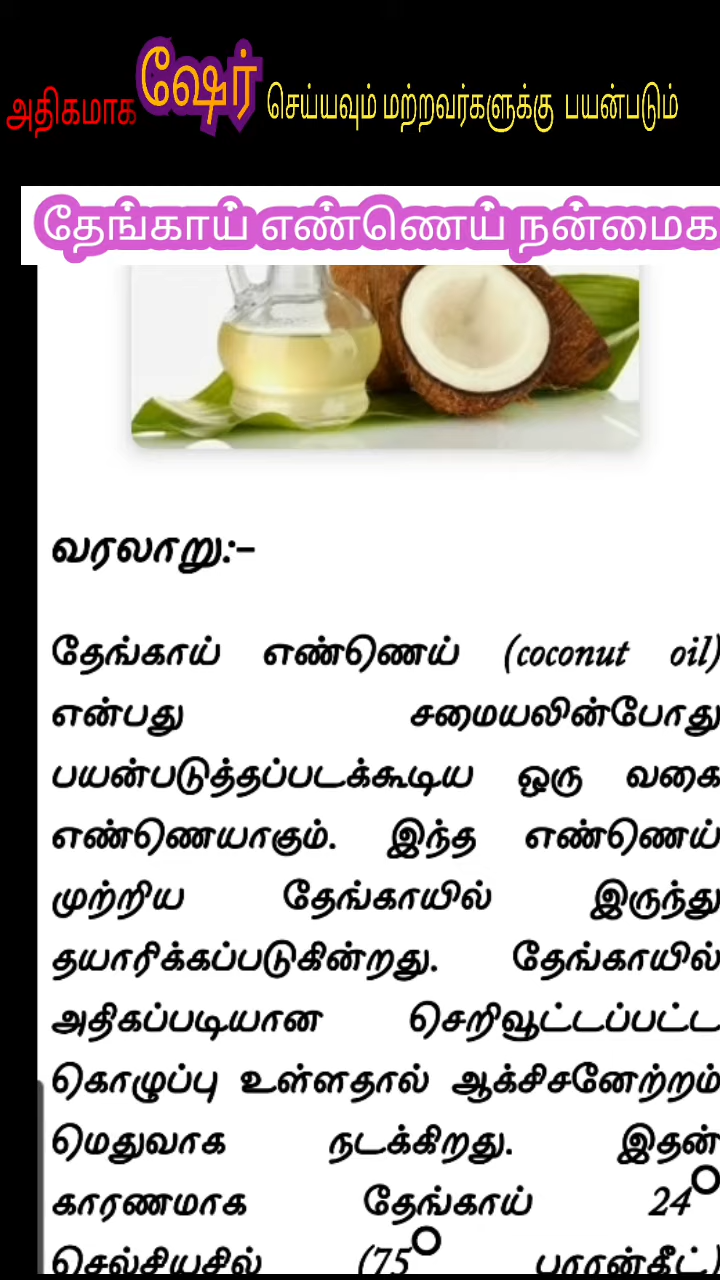 அதிகமாக ஷேர் செய்யவும் மற்றவர்களுக்கு பயன்படும்
தேங்காய் எண்ணெய் நன்மைக
வரலாறு:-
தேங்காய் எண்ணெய் (coconut oil)
என்பது சமையலின்போது
பயன்படுத்தப்படக்கூடிய ஒரு வகை
எண்ணெயாகும். இந்த எண்ணெய்
முற்றிய தேங்காயில் இருந்து
தயாரிக்கப்படுகின்றது. தேங்காயில்
அதிகப்படியான செறிவூட்டப்பட்ட
கொழுப்பு உள்ளதால் ஆக்சிசனேற்றம்
மெதுவாக நடக்கிறது. இதன்
காரணமாக தேங்காய் 24°
செல்சியசில் (75° பாரன்கீட்)